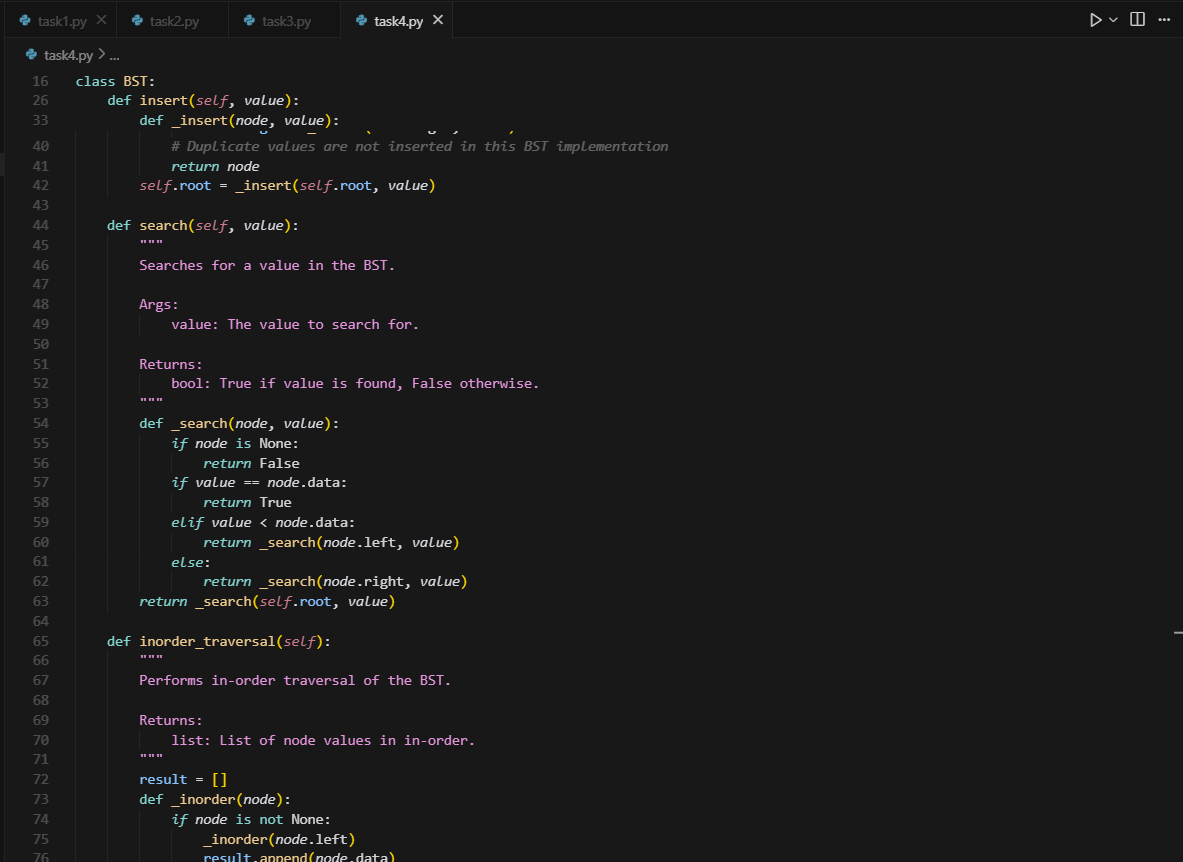 task1.py task2.py task3.py task4.py
task4.py > ...
16 class BST:
26     def insert(self, value):
33         def _insert(node, value):
40             # Duplicate values are not inserted in this BST implementation
41             return node
42         self.root = _insert(self.root, value)
43
44     def search(self, value):
45         """
46         Searches for a value in the BST.
47
48         Args:
49             value: The value to search for.
50
51         Returns:
52             bool: True if value is found, False otherwise.
53         """
54         def _search(node, value):
55             if node is None:
56                 return False
57             if value == node.data:
58                 return True
59             elif value < node.data:
60                 return _search(node.left, value)
61             else:
62                 return _search(node.right, value)
63         return _search(self.root, value)
64
65     def inorder_traversal(self):
66         """
67         Performs in-order traversal of the BST.
68
69         Returns:
70             list: List of node values in in-order.
71         """
72         result = []
73         def _inorder(node):
74             if node is not None:
75                 _inorder(node.left)
76                 result.append(node.data)